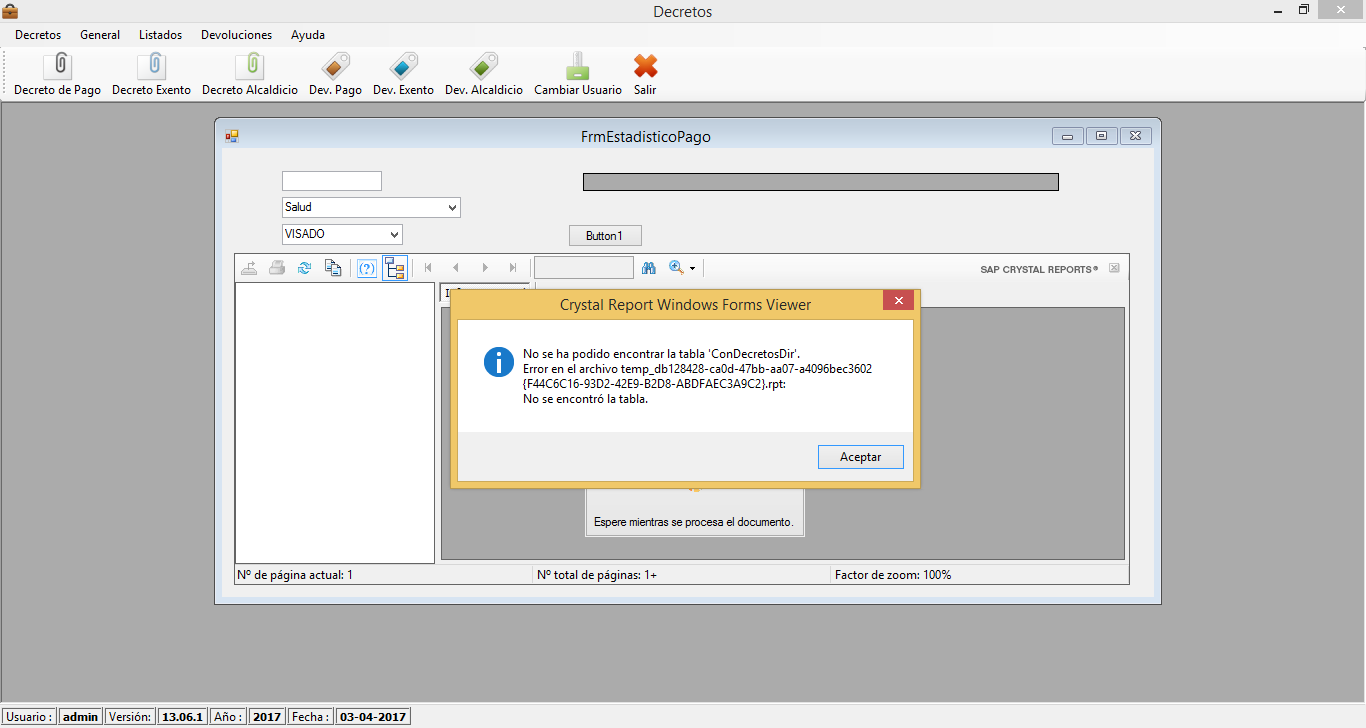 Decretos
Decretos General Listados Devoluciones Ayuda
Decreto de Pago Decreto Exento Decreto Alcaldicio Dev. Pago Dev. Exento Dev. Alcaldicio Cambiar Usuario Salir
FrmEstadisticoPago
Salud
VISADO
Button1
SAP CRYSTAL REPORTS®
Crystal Report Windows Forms Viewer
No se ha podido encontrar la tabla 'ConDecretosDir'.
Error en el archivo temp_db128428-ca0d-47bb-aa07-a4096bec3602
{F44C6C16-93D2-42E9-B2D8-ABDFAEC3A9C2}.rpt:
No se encontró la tabla.
Aceptar
Espere mientras se procesa el documento.
Nº de página actual: 1 Nº total de páginas: 1+ Factor de zoom: 100%
Usuario : admin Versión: 13.06.1 Año : 2017 Fecha : 03-04-2017